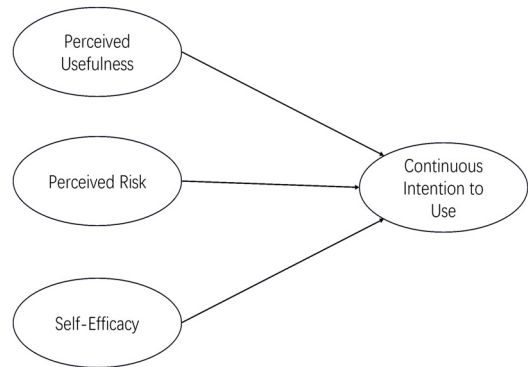 Perceived
Usefulness
Perceived Risk
Continuous
Intention to
Use
Self-Efficacy